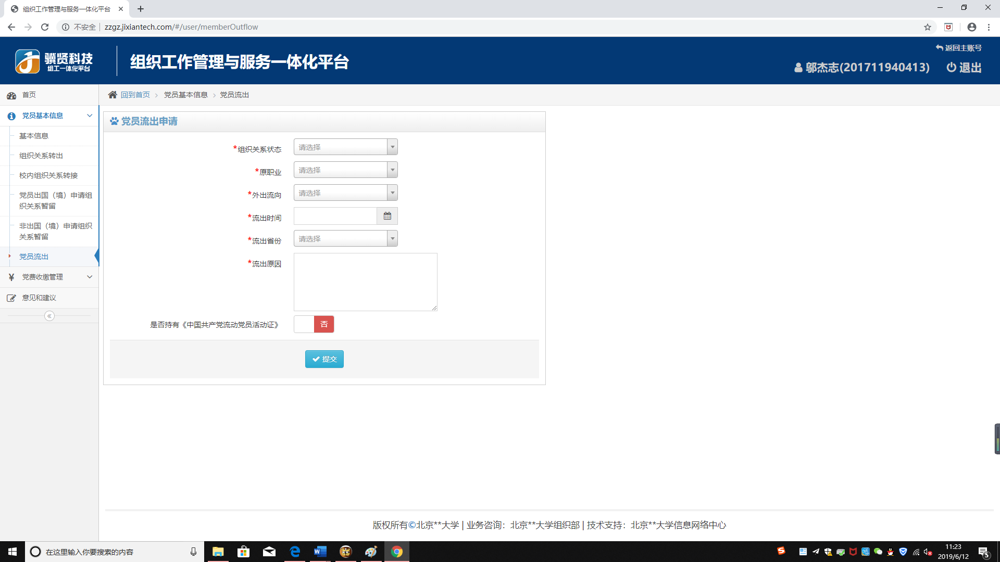 组织工作管理与服务一体化平台
不安全
zzgz.jixiantech.com/#/user/memberOutflow
骥贤科技
组工一体化平台
组织工作管理与服务一体化平台
返回主账号
邬杰志(201711940413)
退出
首页
回到首页
党员基本信息
党员流出
党员基本信息
基本信息
组织关系转出
校内组织关系转接
党员出国（境）申请组
织关系暂留
非出国（境）申请组织
关系暂留
党员流出
¥ 党费收缴管理
意见和建议
党员流出申请
*组织关系状态 请选择
*原职业 请选择
*外出流向 请选择
*流出时间
*流出省份 请选择
*流出原因
是否持有《中国共产党流动党员活动证》 否
提交
版权所有©北京**大学 | 业务咨询：北京**大学组织部 | 技术支持：北京**大学信息网络中心
在这里输入你要搜索的内容
11:23
2019/6/12
5